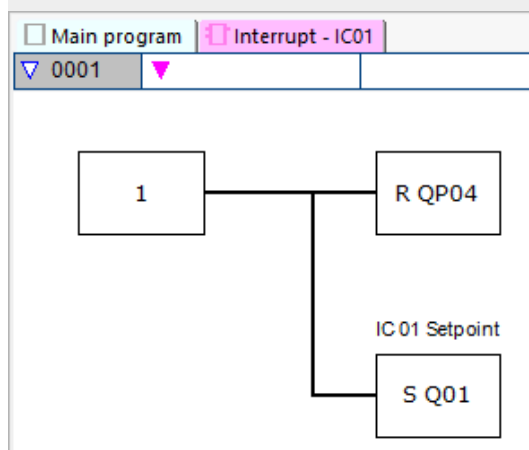 Main program
Interrupt - IC01
0001
1
R QP04
IC 01 Setpoint
S Q01